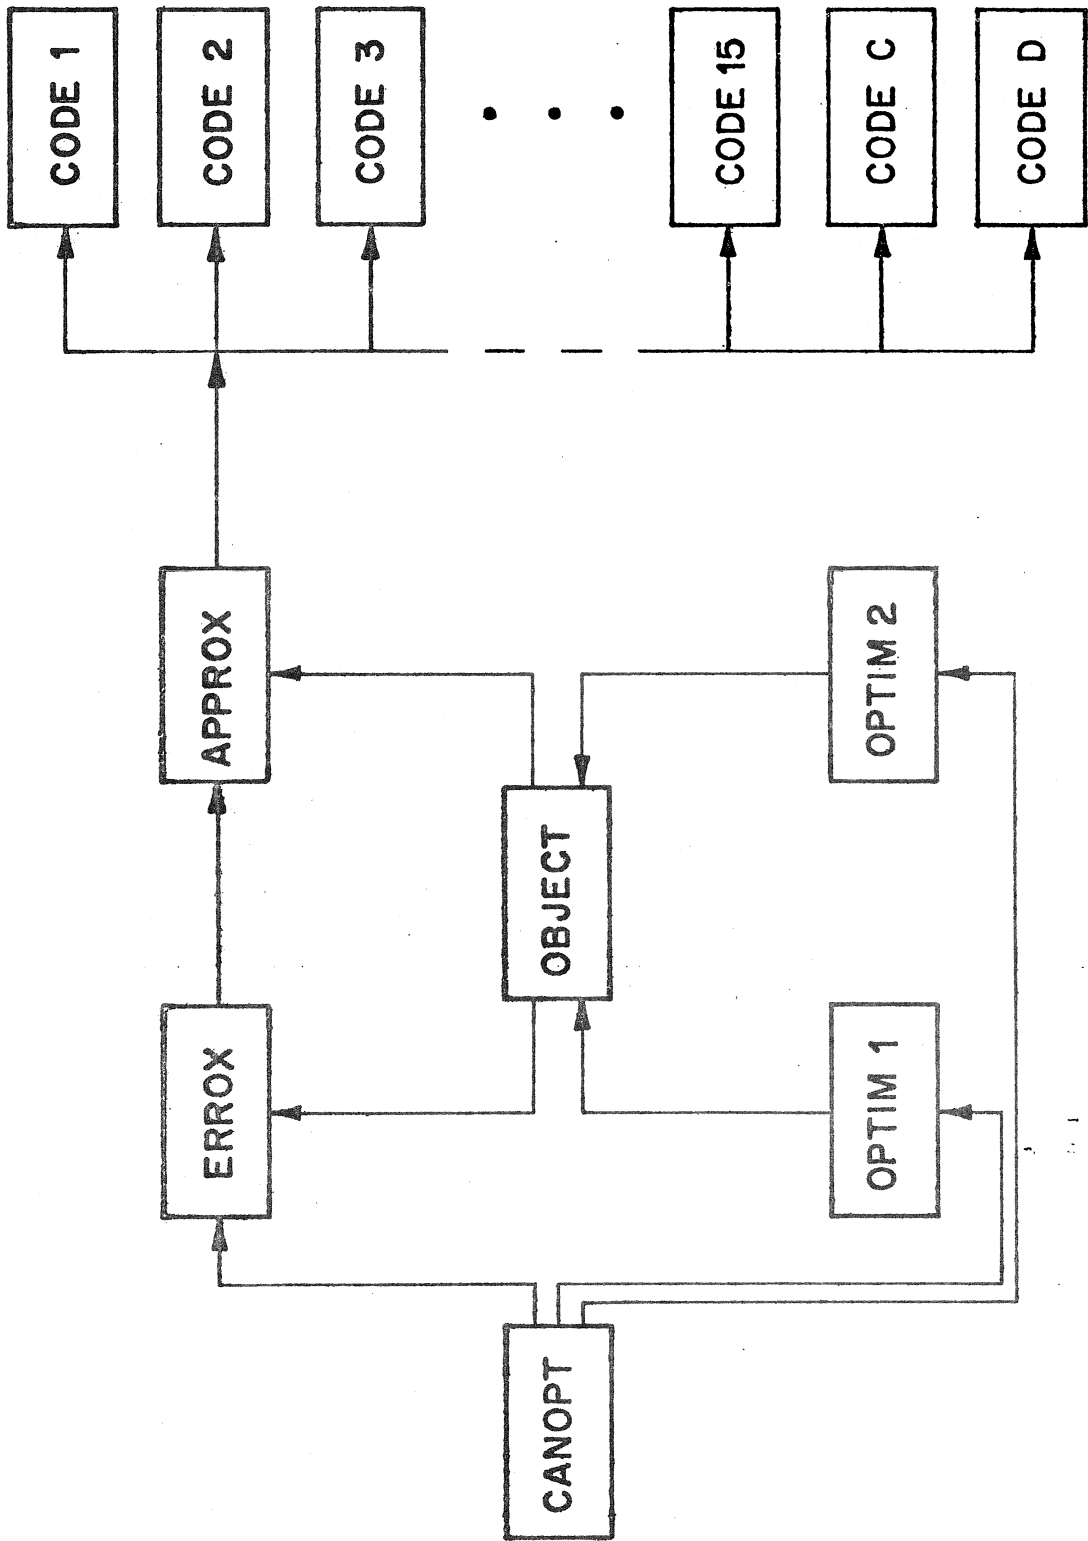 CODE 1
CODE 2
CODE 3
CODE 15
CODE C
CODE D
APPROX
OPTIM 2
OBJECT
ERROX
OPTIM 1
CANOPT